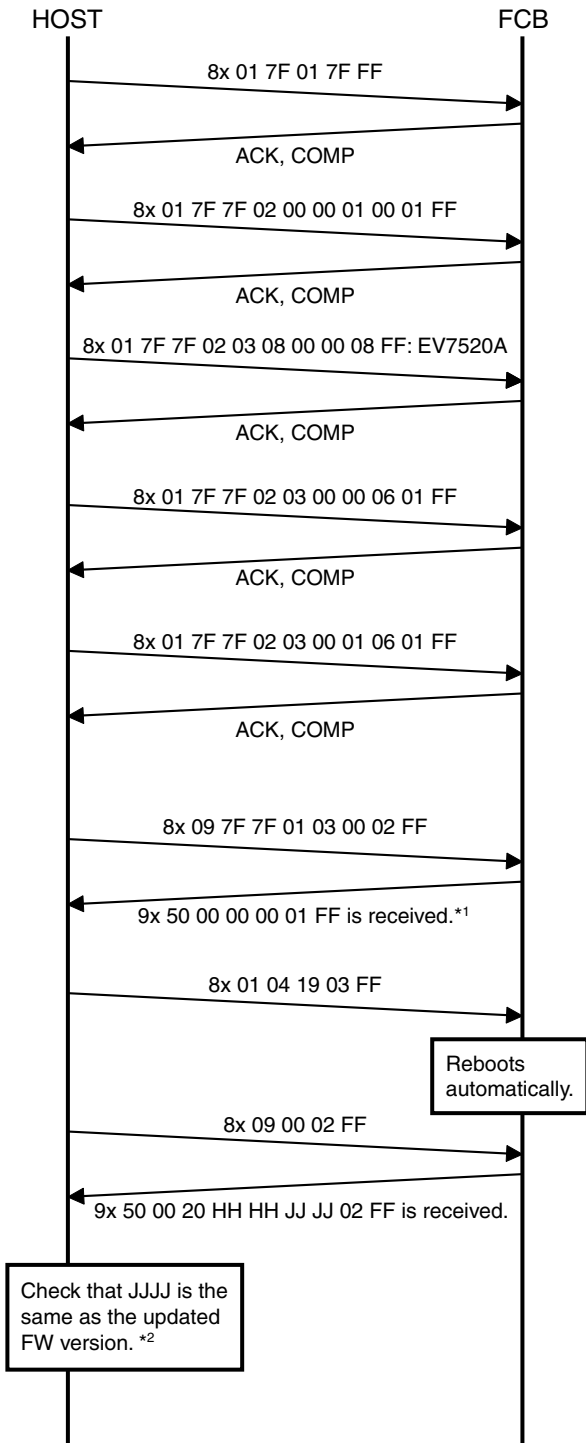 HOST FCB
8x 01 7F 01 7F FF
ACK, COMP
8x 01 7F 7F 02 00 00 01 00 01 FF
ACK, COMP
8x 01 7F 7F 02 03 08 00 00 08 FF: EV7520A
ACK, COMP
8x 01 7F 7F 02 03 00 00 06 01 FF
ACK, COMP
8x 01 7F 7F 02 03 00 01 06 01 FF
ACK, COMP
8x 09 7F 7F 01 03 00 02 FF
9x 50 00 00 00 01 FF is received.*1
8x 01 04 19 03 FF
Reboots
automatically.
8x 09 00 02 FF
9x 50 00 20 HH HH JJ JJ 02 FF is received.
Check that JJJJ is the
same as the updated
FW version. *2